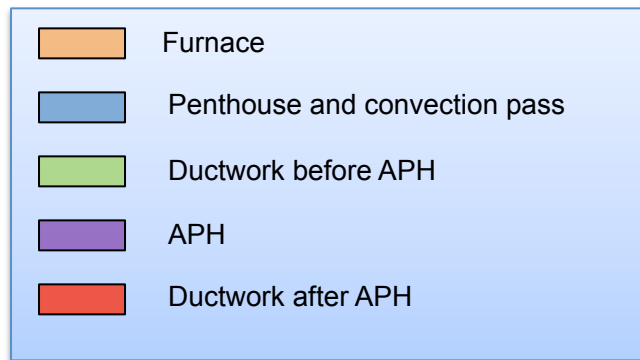 Furnace
Penthouse and convection pass
Ductwork before APH
APH
Ductwork after APH